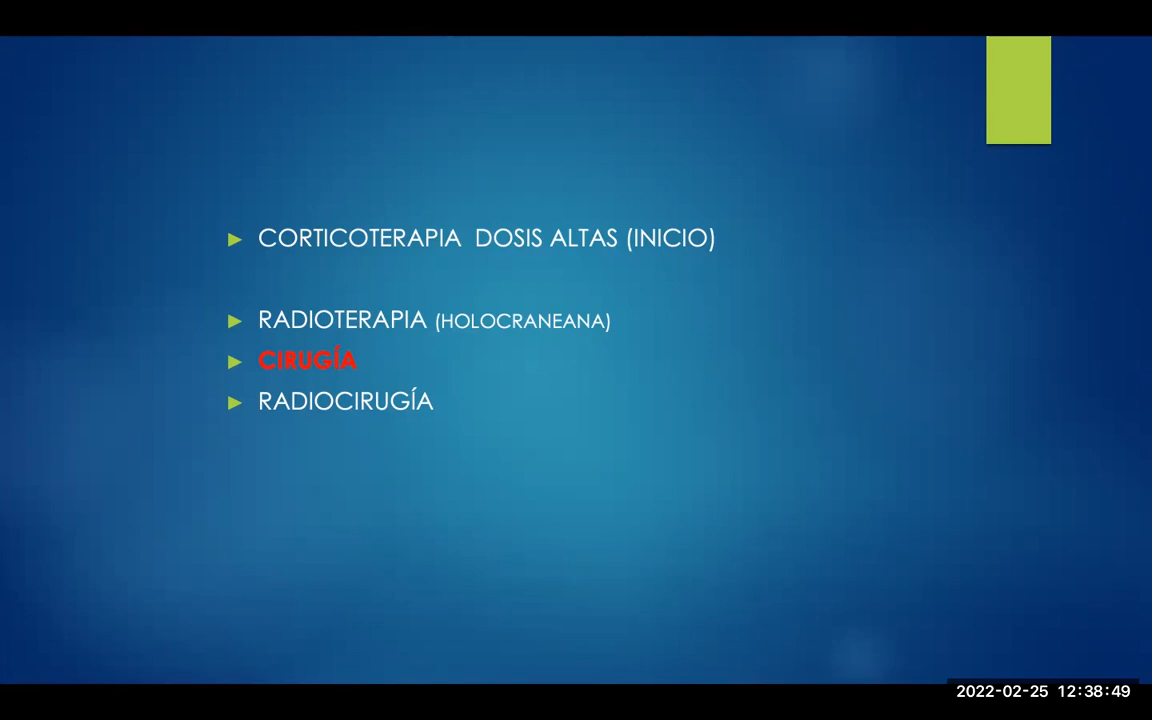 CORTICOTERAPIA DOSIS ALTAS (INICIO)
RADIOTERAPIA (HOLOCRANEANA)
CIRUGÍA
RADIOCIRUGÍA
2022-02-25 12:38:49